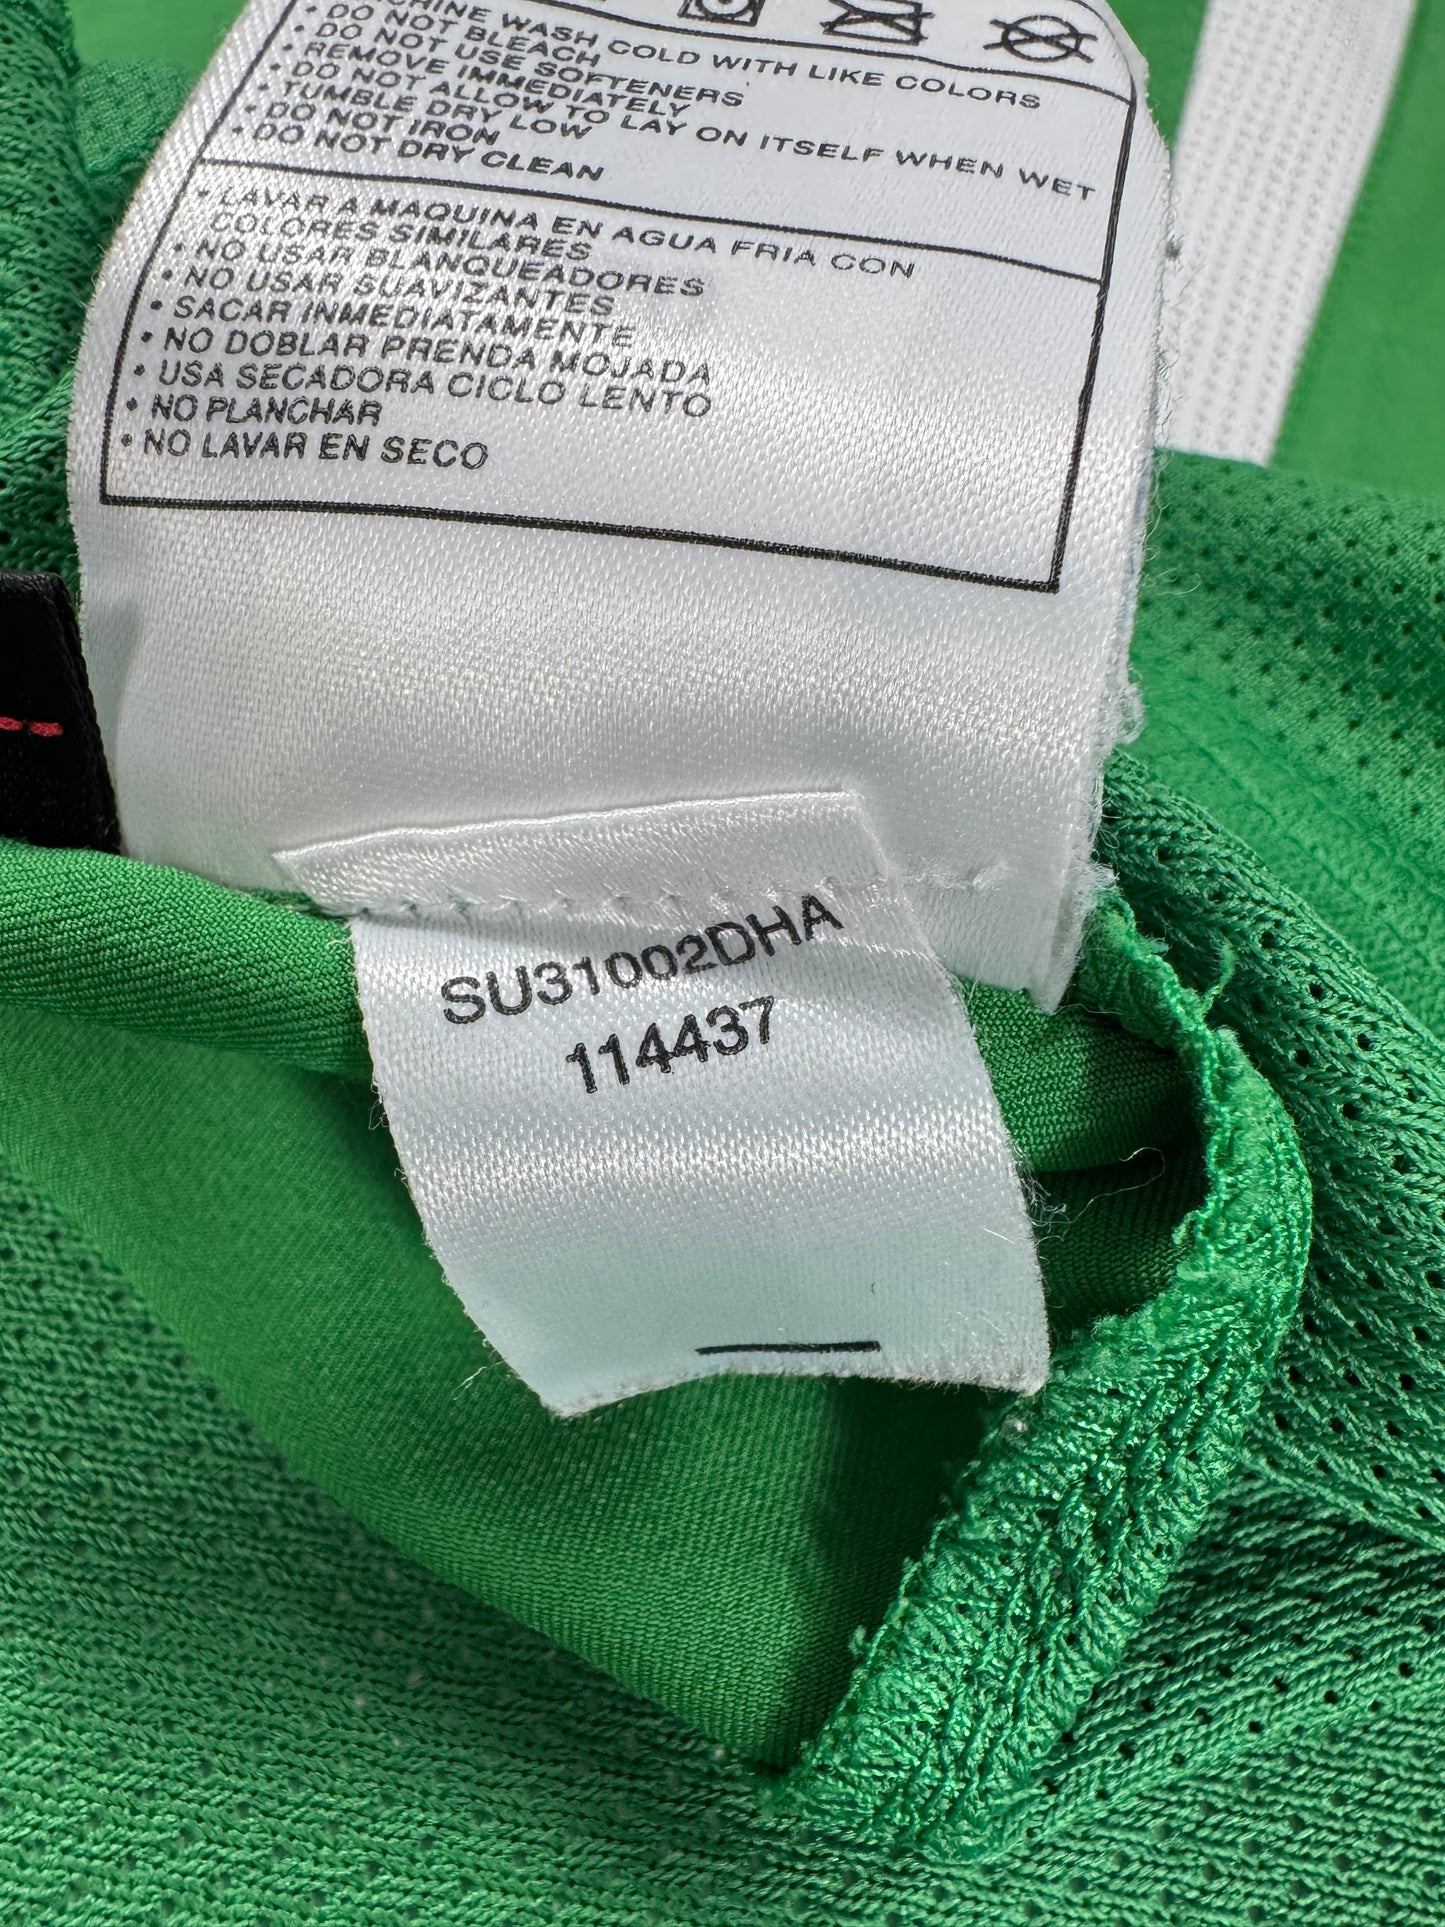 WASH COLD WITH LIKE COLORS
• DO NOT BLEACH
• DO NOT USE SOFTENERS
• REMOVE IMMEDIATELY
• DO NOT ALLOW TO LAY ON ITSELF WHEN WET
• TUMBLE DRY LOW
• DO NOT IRON
• DO NOT DRY CLEAN
• LAVAR A MAQUINA EN AGUA FRIA CON
COLORES SIMILARES
• NO USAR BLANQUEADORES
• NO USAR SUAVIZANTES
• SACAR INMEDIATAMENTE
• NO DOBLAR PRENDA MOJADA
• USA SECADORA CICLO LENTO
• NO PLANCHAR
• NO LAVAR EN SECO
SU31002DHA
114437